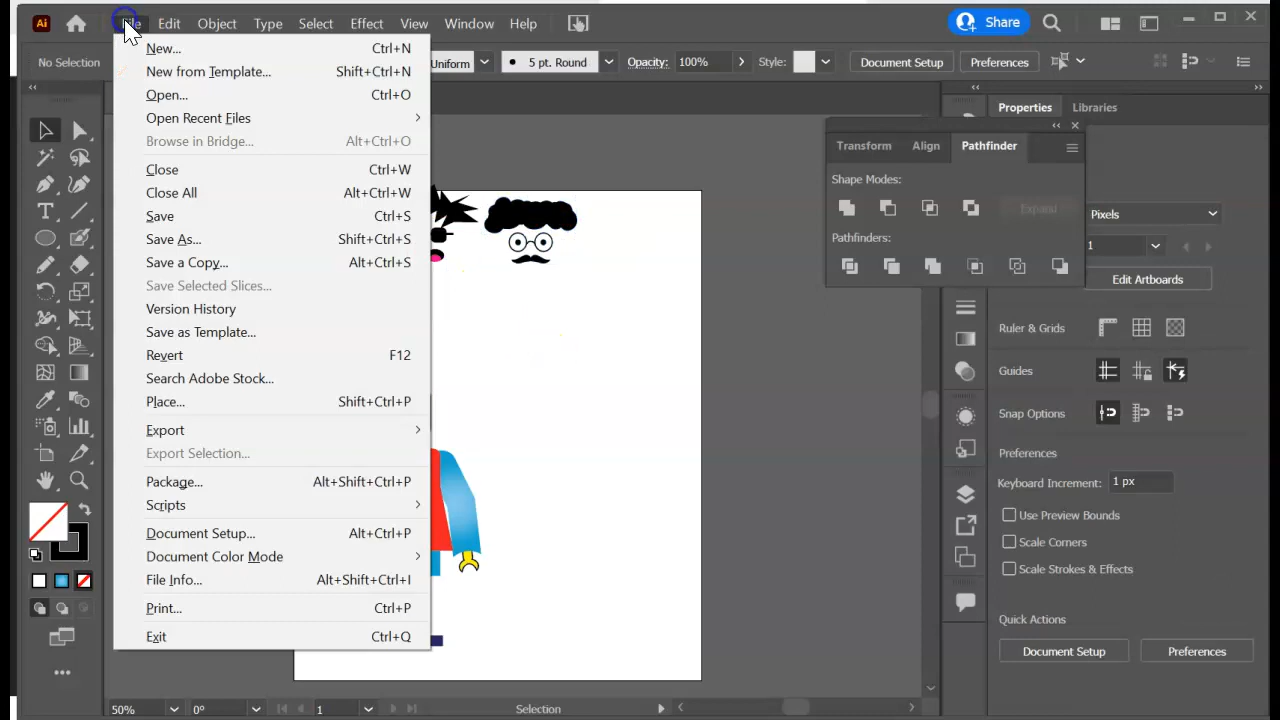 Ai
File Edit Object Type Select Effect View Window Help
Share
No Selection
Uniform
5 pt. Round
Opacity: 100%
Style:
Document Setup
Preferences
New... Ctrl+N
New from Template... Shift+Ctrl+N
Open... Ctrl+O
Open Recent Files
Browse in Bridge... Alt+Ctrl+O
Close Ctrl+W
Close All Alt+Ctrl+W
Save Ctrl+S
Save As... Shift+Ctrl+S
Save a Copy... Alt+Ctrl+S
Save Selected Slices...
Version History
Save as Template...
Revert F12
Search Adobe Stock...
Place... Shift+Ctrl+P
Export
Export Selection...
Package... Alt+Shift+Ctrl+P
Scripts
Document Setup... Alt+Ctrl+P
Document Color Mode
File Info... Alt+Shift+Ctrl+I
Print... Ctrl+P
Exit Ctrl+Q
Transform Align Pathfinder
Shape Modes:
Expand
Pathfinders:
Properties Libraries
Pixels
1
Edit Artboards
Ruler & Grids
Guides
Snap Options
Preferences
Keyboard Increment: 1 px
Use Preview Bounds
Scale Corners
Scale Strokes & Effects
Quick Actions
Document Setup Preferences
50% 0° 1 Selection